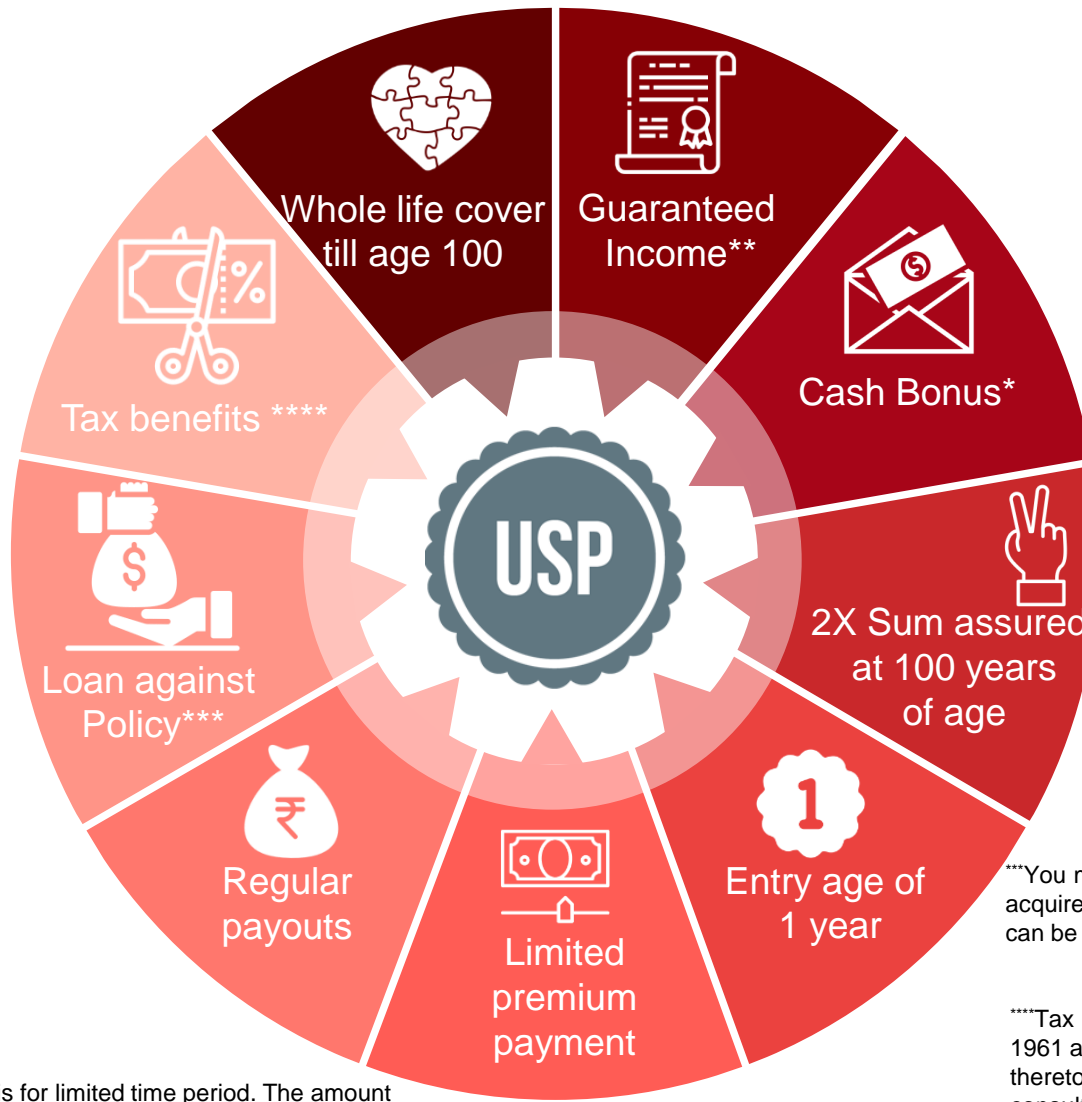 Whole life cover
till age 100
Guaranteed
Income**
Cash Bonus*
2X Sum assured
at 100 years
of age
Entry age of
1 year
Limited
premium
payment
Regular
payouts
Loan against
Policy***
Tax benefits ****
USP
%
$
$
₹
1
***You
acquire
can be
****Tax
1961 a
thereto
s for limited time period. The amount